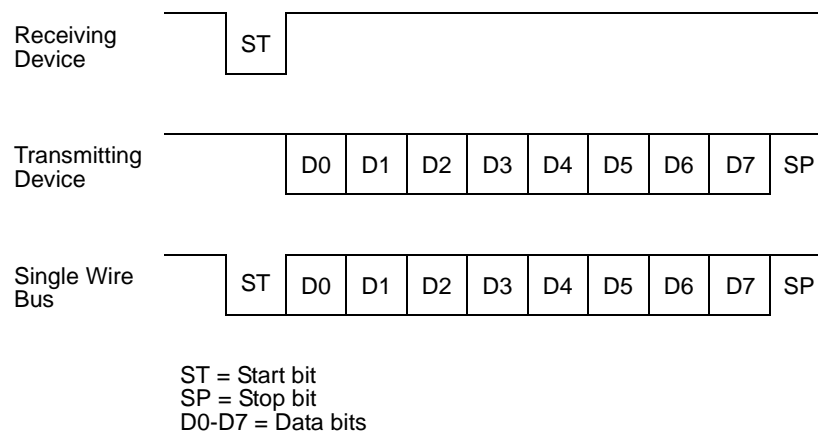 Receiving
Device
ST
Transmitting
Device
D0 D1 D2 D3 D4 D5 D6 D7 SP
Single Wire
Bus
ST D0 D1 D2 D3 D4 D5 D6 D7 SP
ST = Start bit
SP = Stop bit
D0-D7 = Data bits